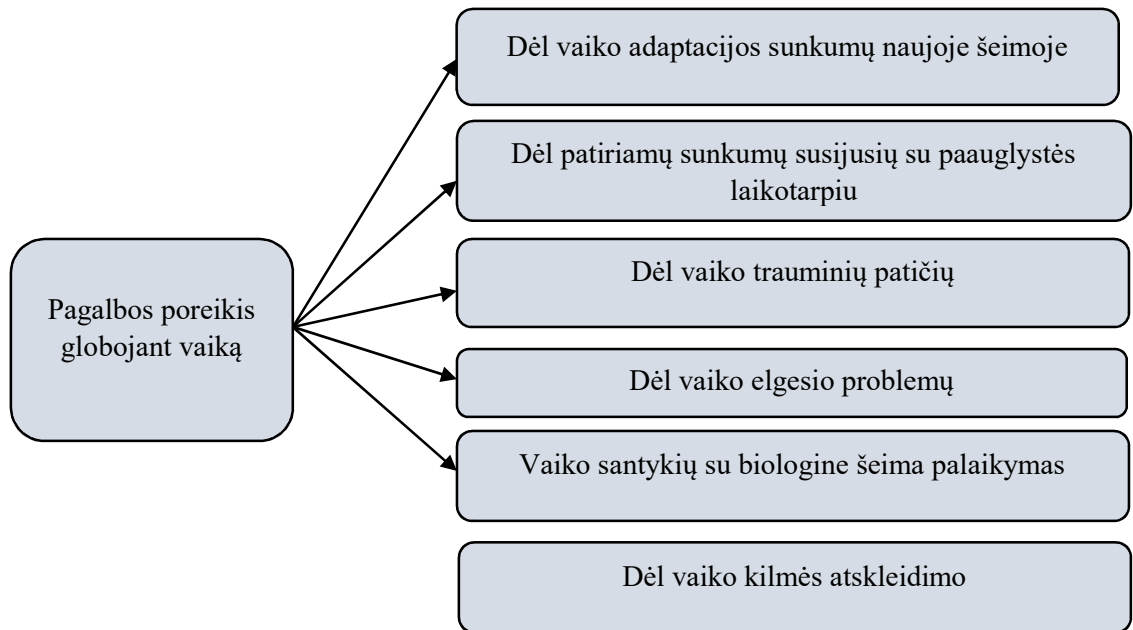 Dėl vaiko adaptacijos sunkumų naujoje šeimoje
Dėl patiriamų sunkumų susijusių su paauglystės
laikotarpiu
Dėl vaiko trauminių patičių
Pagalbos poreikis
globojant vaiką
Dėl vaiko elgesio problemų
Vaiko santykių su biologine šeima palaikymas
Dėl vaiko kilmės atskleidimo